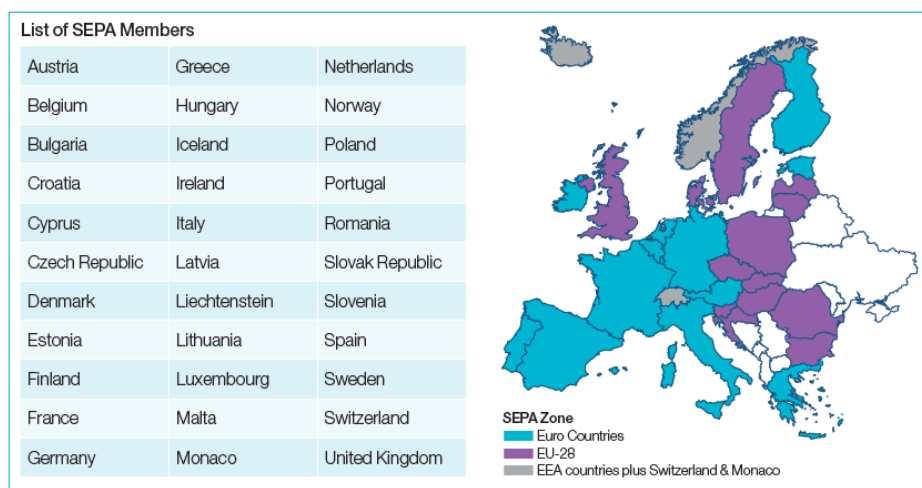 List of SEPA Members
Austria Greece Netherlands
Belgium Hungary Norway
Bulgaria Iceland Poland
Croatia Ireland Portugal
Cyprus Italy Romania
Czech Republic Latvia Slovak Republic
Denmark Liechtenstein Slovenia
Estonia Lithuania Spain
Finland Luxembourg Sweden
France Malta Switzerland
Germany Monaco United Kingdom
SEPA Zone
Euro Countries
EU-28
EEA countries plus Switzerland & Monaco